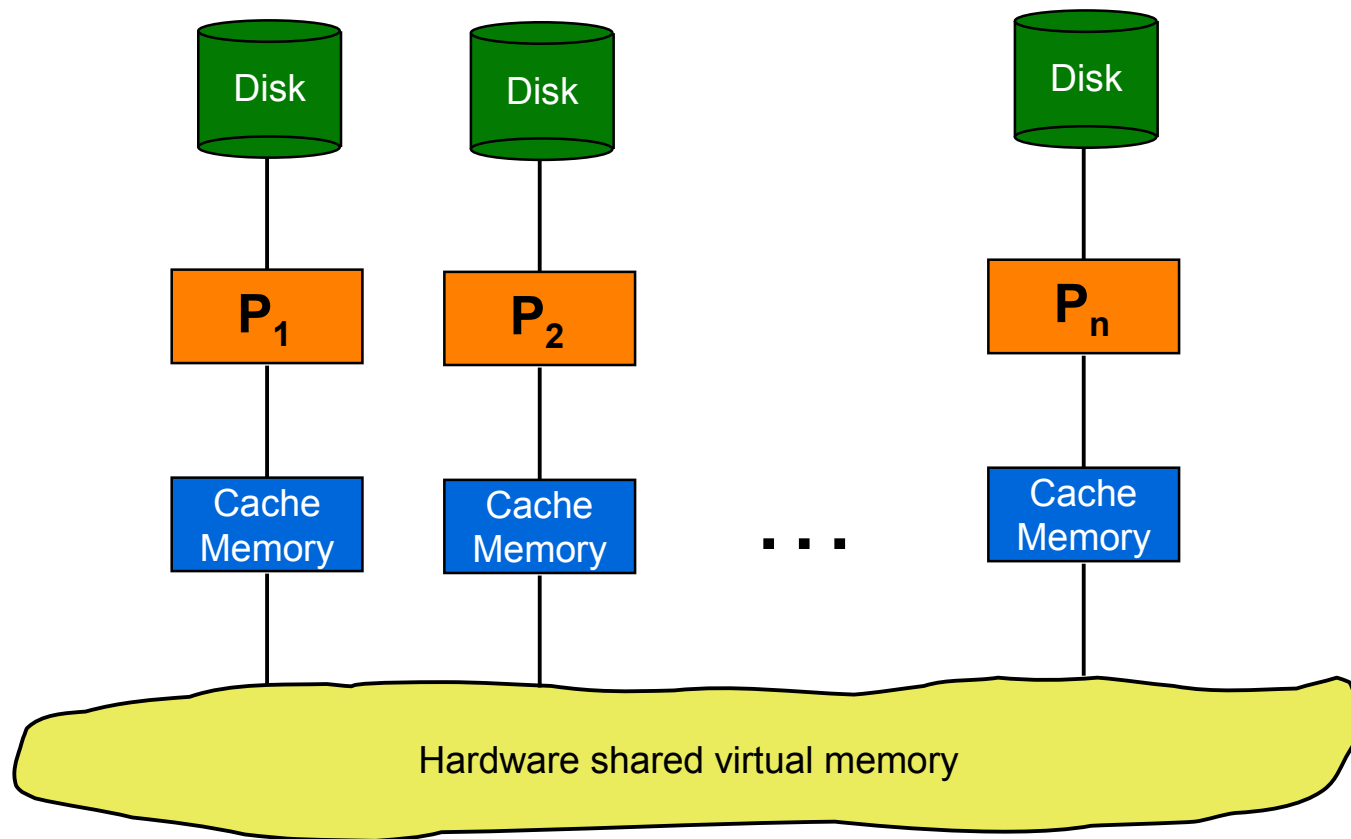 Disk
Disk
Disk
P₁
P₂
Pₙ
Cache
Memory
Cache
Memory
. . .
Cache
Memory
Hardware shared virtual memory